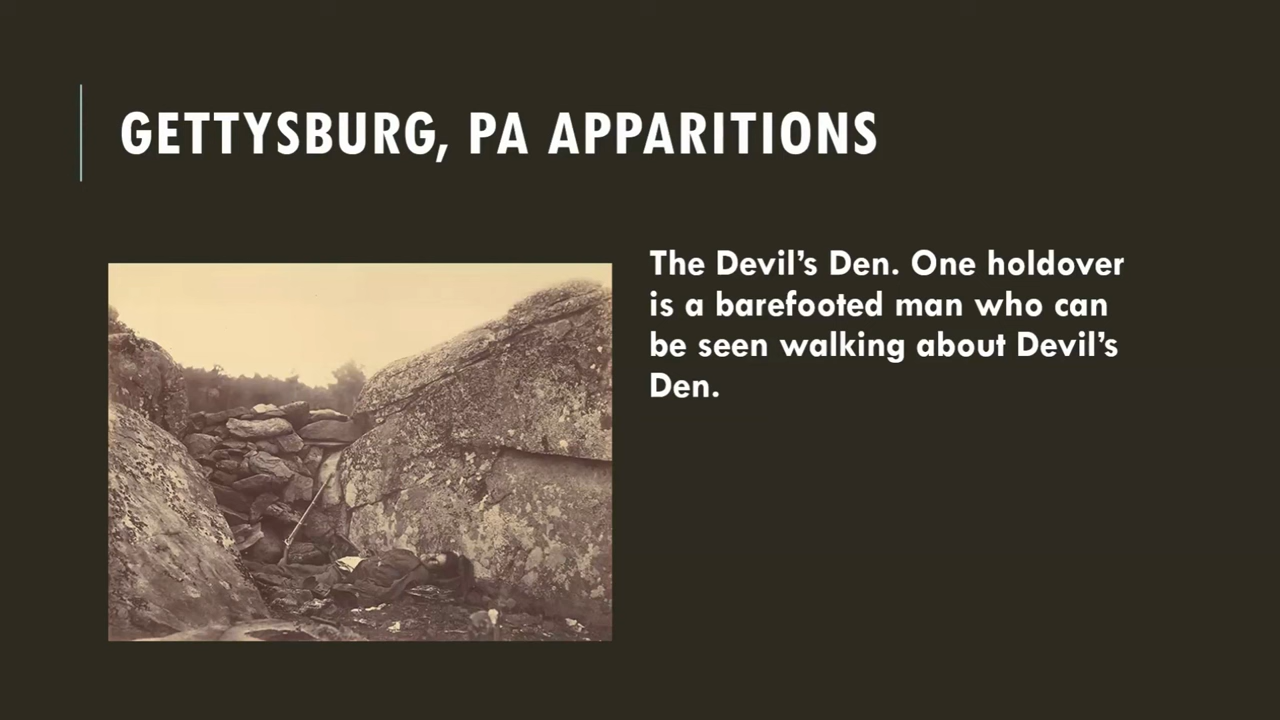 GETTYSBURG, PA APPARITIONS
The Devil’s Den. One holdover
is a barefooted man who can
be seen walking about Devil’s
Den.